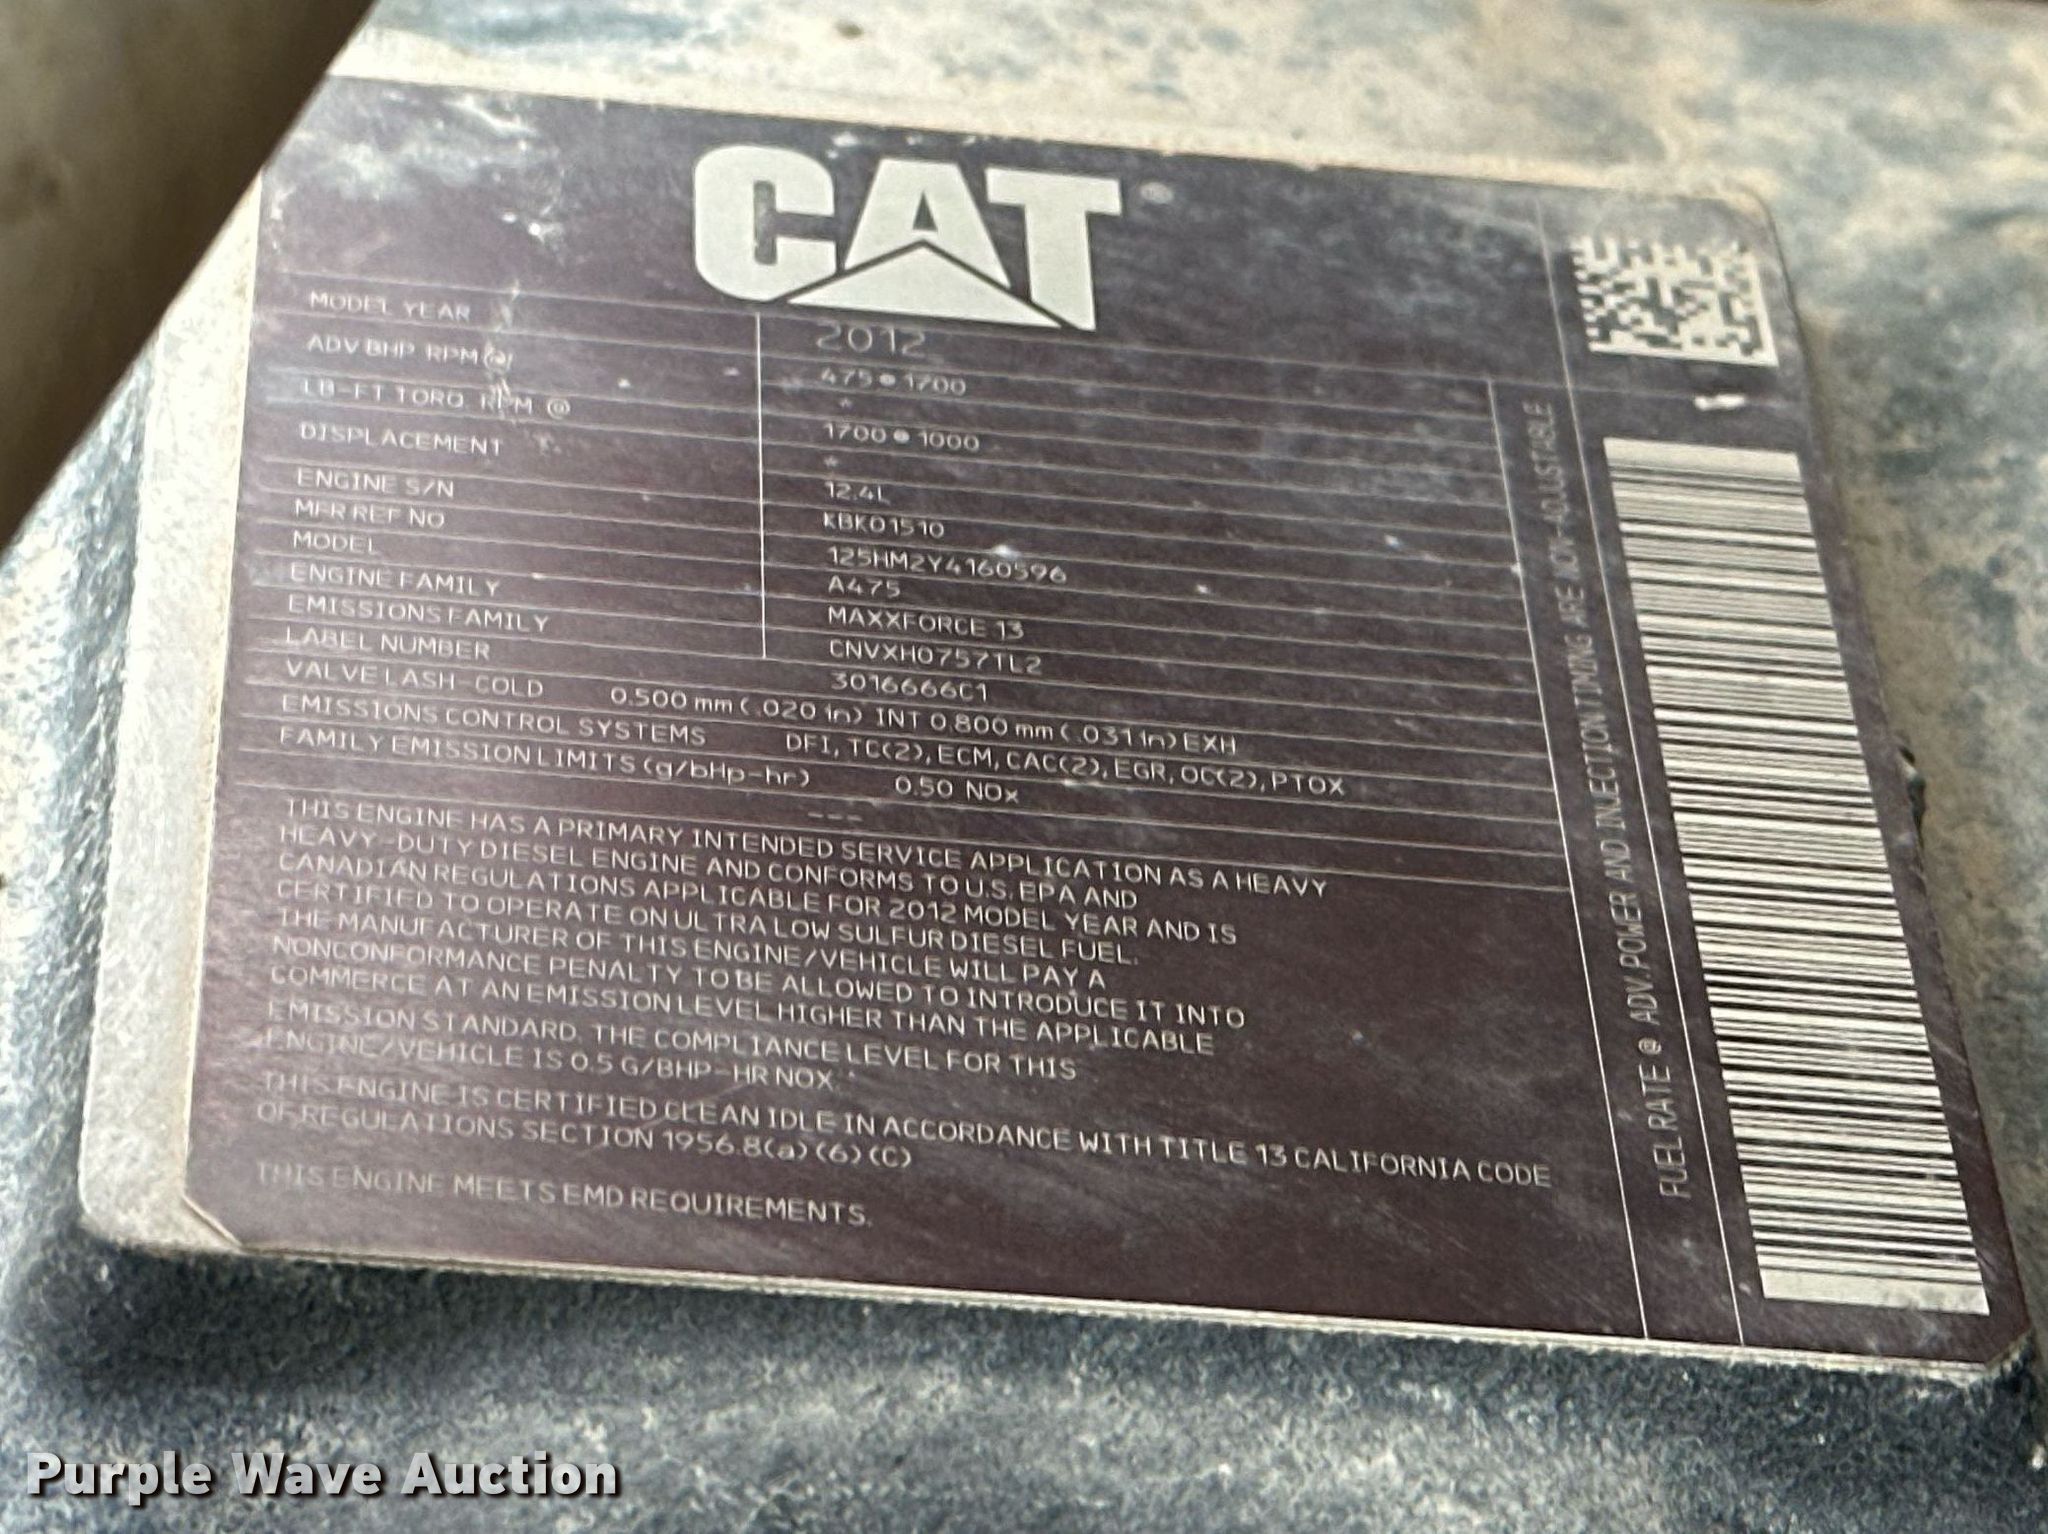 CAT®
MODEL YEAR 2012
ADV BHP RPM @ 475 @ 1700
*
LB-FT TORQ. RPM @ 1700 @ 1000
*
DISPLACEMENT 12.4L
ENGINE S/N KBK01510
MFR REF NO 125HM2Y4160596
MODEL A475
ENGINE FAMILY MAXXFORCE 13
EMISSIONS FAMILY CNVXH0757TL2
LABEL NUMBER 3016666C1
VALVE LASH-COLD 0.500 mm (.020 in) INT 0.800 mm (.031 in) EXH
EMISSIONS CONTROL SYSTEMS DFI, TC(2), ECM, CAC(2), EGR, OC(2), PTOX
FAMILY EMISSION LIMITS (g/bHp-hr) 0.50 NOx
---
THIS ENGINE HAS A PRIMARY INTENDED SERVICE APPLICATION AS A HEAVY
HEAVY-DUTY DIESEL ENGINE AND CONFORMS TO U.S. EPA AND
CANADIAN REGULATIONS APPLICABLE FOR 2012 MODEL YEAR AND IS
CERTIFIED TO OPERATE ON ULTRA LOW SULFUR DIESEL FUEL.
THE MANUFACTURER OF THIS ENGINE/VEHICLE WILL PAY A
NONCONFORMANCE PENALTY TO BE ALLOWED TO INTRODUCE IT INTO
COMMERCE AT AN EMISSION LEVEL HIGHER THAN THE APPLICABLE
EMISSION STANDARD. THE COMPLIANCE LEVEL FOR THIS
ENGINE/VEHICLE IS 0.5 G/BHP-HR NOX.
THIS ENGINE IS CERTIFIED CLEAN IDLE IN ACCORDANCE WITH TITLE 13 CALIFORNIA CODE
OF REGULATIONS SECTION 1956.8(a)(6)(C)
THIS ENGINE MEETS EMD REQUIREMENTS.
FUEL RATE @ ADV. POWER AND INJECTION TIMING ARE NON-ADJUSTABLE
Purple Wave Auction